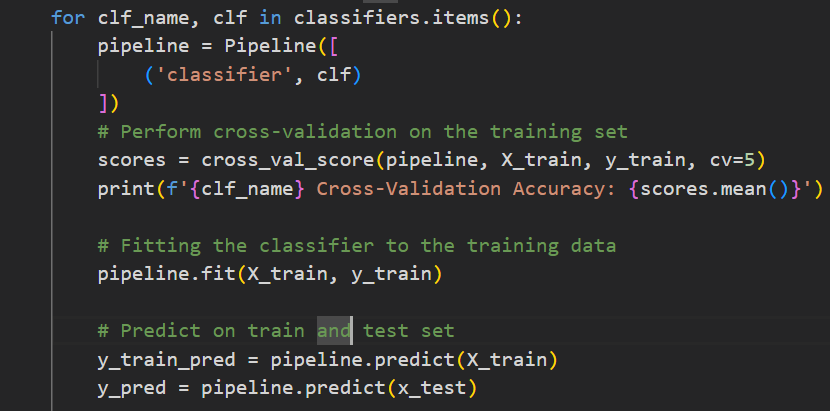 for clf_name, clf in classifiers.items():
    pipeline = Pipeline([
        ('classifier', clf)
    ])
    # Perform cross-validation on the training set
    scores = cross_val_score(pipeline, X_train, y_train, cv=5)
    print(f'{clf_name} Cross-Validation Accuracy: {scores.mean()}')
    # Fitting the classifier to the training data
    pipeline.fit(X_train, y_train)
    # Predict on train and test set
    y_train_pred = pipeline.predict(X_train)
    y_pred = pipeline.predict(x_test)